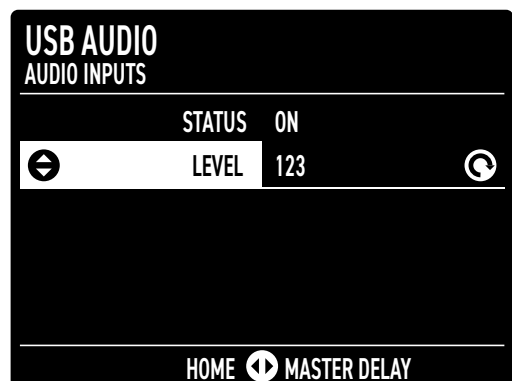 USB AUDIO
AUDIO INPUTS
STATUS ON
LEVEL 123
HOME MASTER DELAY